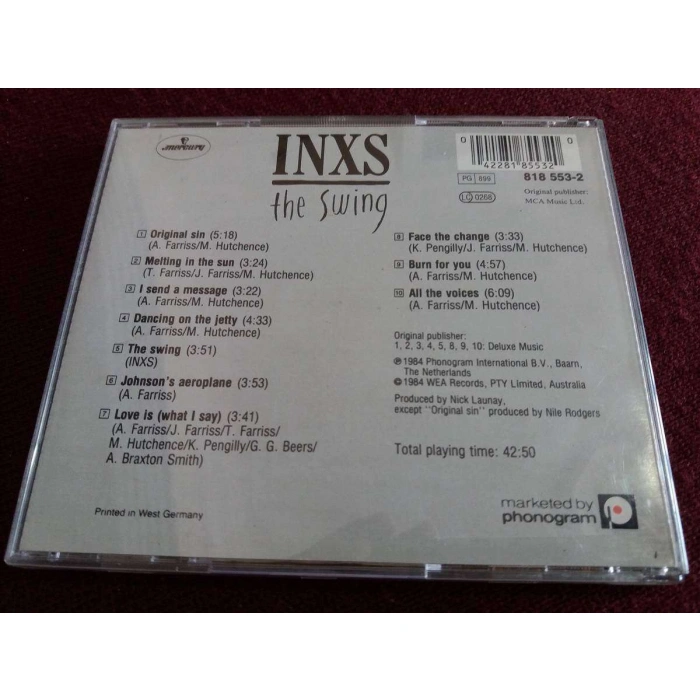 mercury
INXS
the swing
1 Original sin (5:18)
(A. Farriss/M. Hutchence)
2 Melting in the sun (3:24)
(T. Farriss/J. Farriss/M. Hutchence)
3 I send a message (3:22)
(A. Farriss/M. Hutchence)
4 Dancing on the jetty (4:33)
(A. Farriss/M. Hutchence)
5 The swing (3:51)
(INXS)
6 Johnson's aeroplane (3:53)
(A. Farriss)
7 Love is (what I say) (3:41)
(A. Farriss/J. Farriss/T. Farriss/
M. Hutchence/K. Pengilly/G. G. Beers/
A. Braxton Smith)
Printed in West Germany
0 42281 85532 0
PG 899
818 553-2
LC 0268
Original publisher:
MCA Music Ltd.
8 Face the change (3:33)
(K. Pengilly/J. Farriss/M. Hutchence)
9 Burn for you (4:57)
(A. Farriss/M. Hutchence)
10 All the voices (6:09)
(A. Farriss/M. Hutchence)
Original publisher:
1, 2, 3, 4, 5, 8, 9, 10: Deluxe Music
℗ 1984 Phonogram International B.V., Baarn,
The Netherlands
© 1984 WEA Records, PTY Limited, Australia
Produced by Nick Launay,
except "Original sin" produced by Nile Rodgers
Total playing time: 42:50
marketed by
phonogram